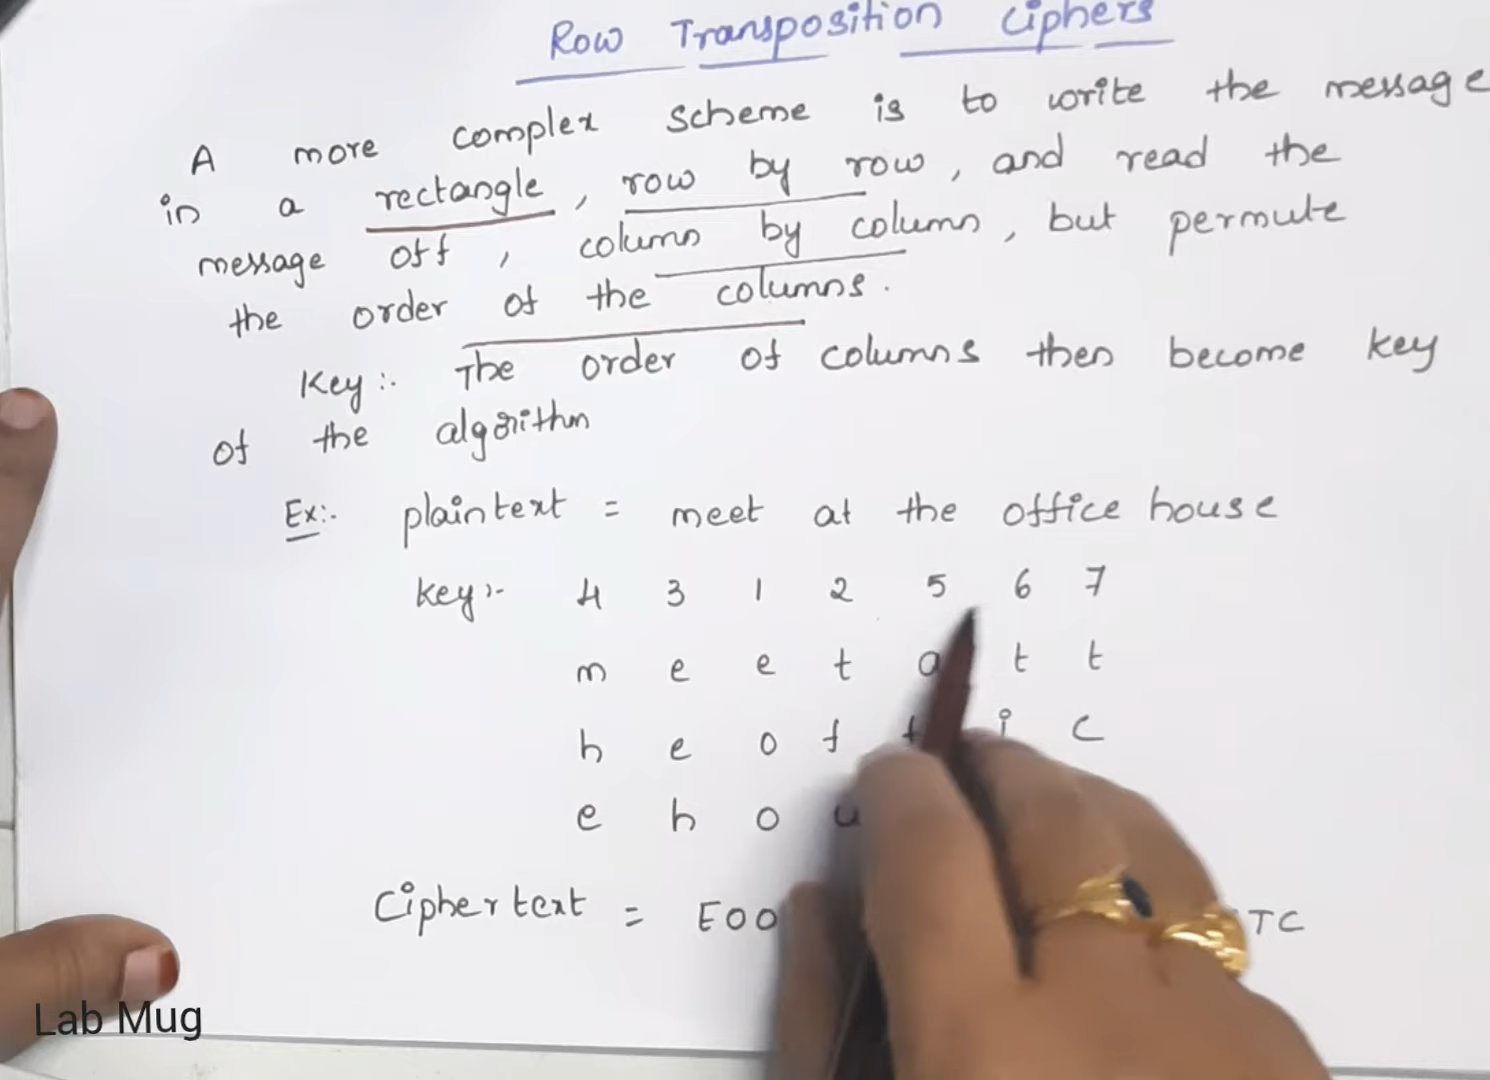 Row Transposition Ciphers
A more complex scheme is to write the message
in a rectangle, row by row, and read the
message off, column by column, but permute
the order of the columns.
Key:- The order of columns then become key
of the algorithm
Ex:- plaintext = meet at the office house
key:- 4 3 1 2 5 6 7
m e e t a t t
h e o f f i c
e h o u
Ciphertext = EOO TC
Lab Mug